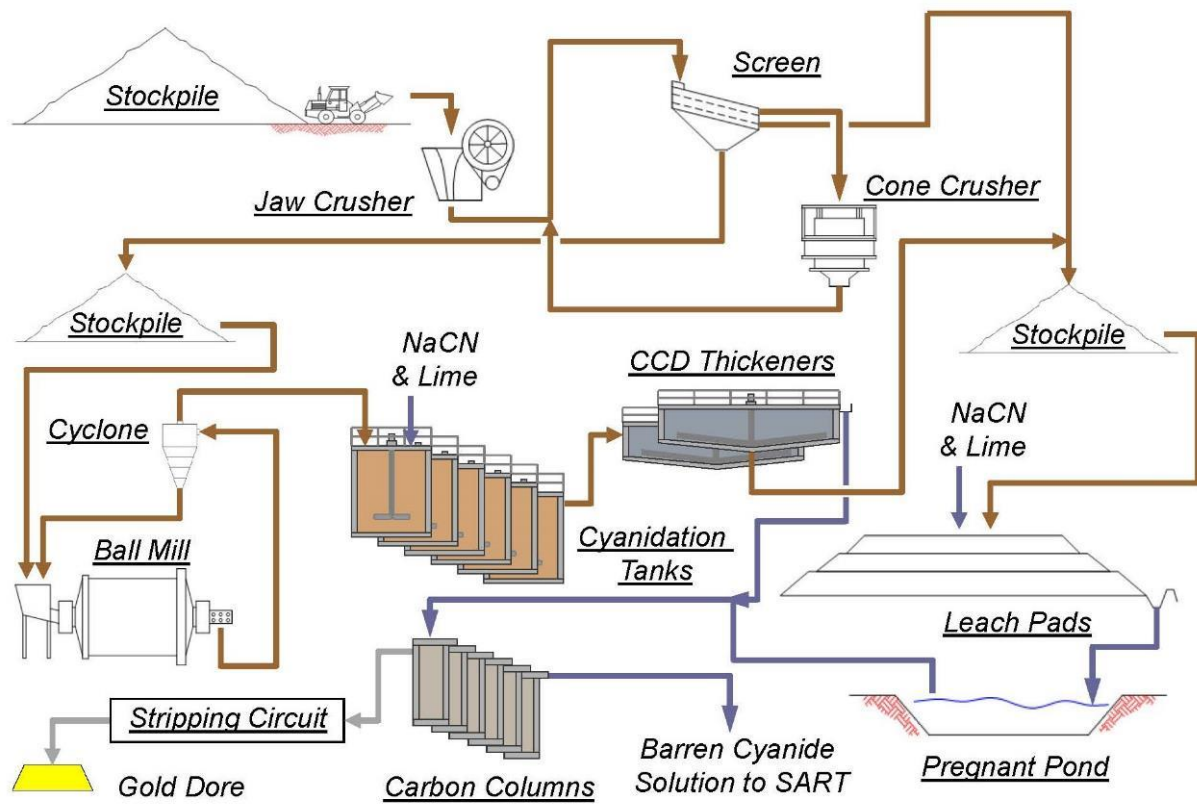 Stockpile
Screen
Jaw Crusher
Cone Crusher
Stockpile
NaCN
& Lime
CCD Thickeners
Stockpile
Cyclone
NaCN
& Lime
Ball Mill
Cyanidation
Tanks
Leach Pads
Stripping Circuit
Barren Cyanide
Solution to SART
Pregnant Pond
Gold Dore
Carbon Columns